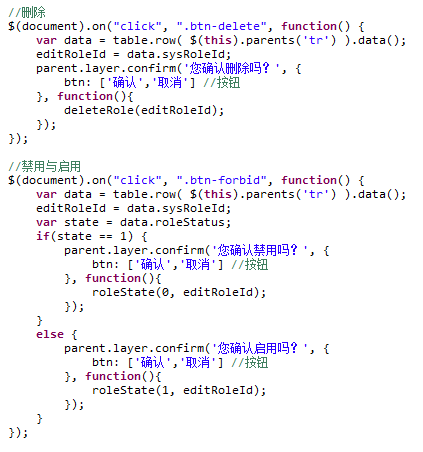 //删除
$(document).on("click", ".btn-delete", function() {
    var data = table.row( $(this).parents('tr') ).data();
    editRoleId = data.sysRoleId;
    parent.layer.confirm('您确认删除吗？', {
        btn: ['确认','取消'] //按钮
    }, function(){
        deleteRole(editRoleId);
    });
});

//禁用与启用
$(document).on("click", ".btn-forbid", function() {
    var data = table.row( $(this).parents('tr') ).data();
    editRoleId = data.sysRoleId;
    var state = data.roleStatus;
    if(state == 1) {
        parent.layer.confirm('您确认禁用吗？', {
            btn: ['确认','取消'] //按钮
        }, function(){
            roleState(0, editRoleId);
        });
    }
    else {
        parent.layer.confirm('您确认启用吗？', {
            btn: ['确认','取消'] //按钮
        }, function(){
            roleState(1, editRoleId);
        });
    }
});